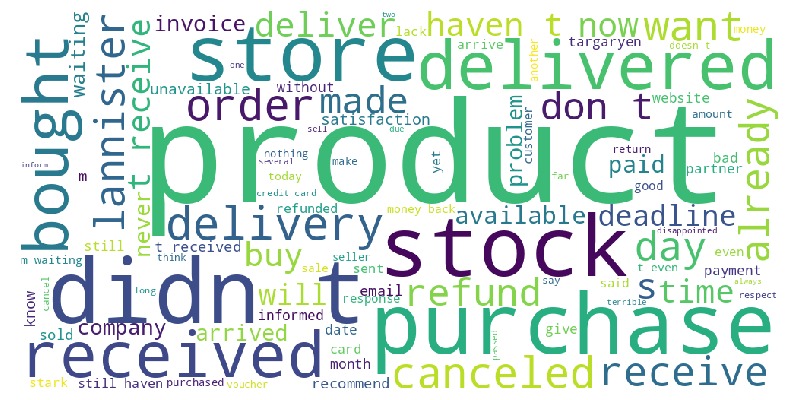 two
invoice
deliver
lack
haven t
now
want
money
waiting
bought
lannister
nevert receive
store
arrive
targaryen
doesn t
another
delivered
unavailable
without
one
order
made
satisfaction
sell
due
don t
website
amount
product
problem
customer
already
inform
m
nothing
several
today
make
yet
return
paid
bad
partner
far
good
credit card
refunded
money back
delivery
available
deadline
disappointed
still
t received
think
buy
seller
stock
day
even
m waiting
didn t
will
sale
sent
response
email
refund
say
s
t even
said
payment
time
always
respect
terrible
cancel
long
know
sold
company
arrived
informed
date
card
month
purchase
give
received
stark
still haven
purchased
voucher
recommend
canceled
receive